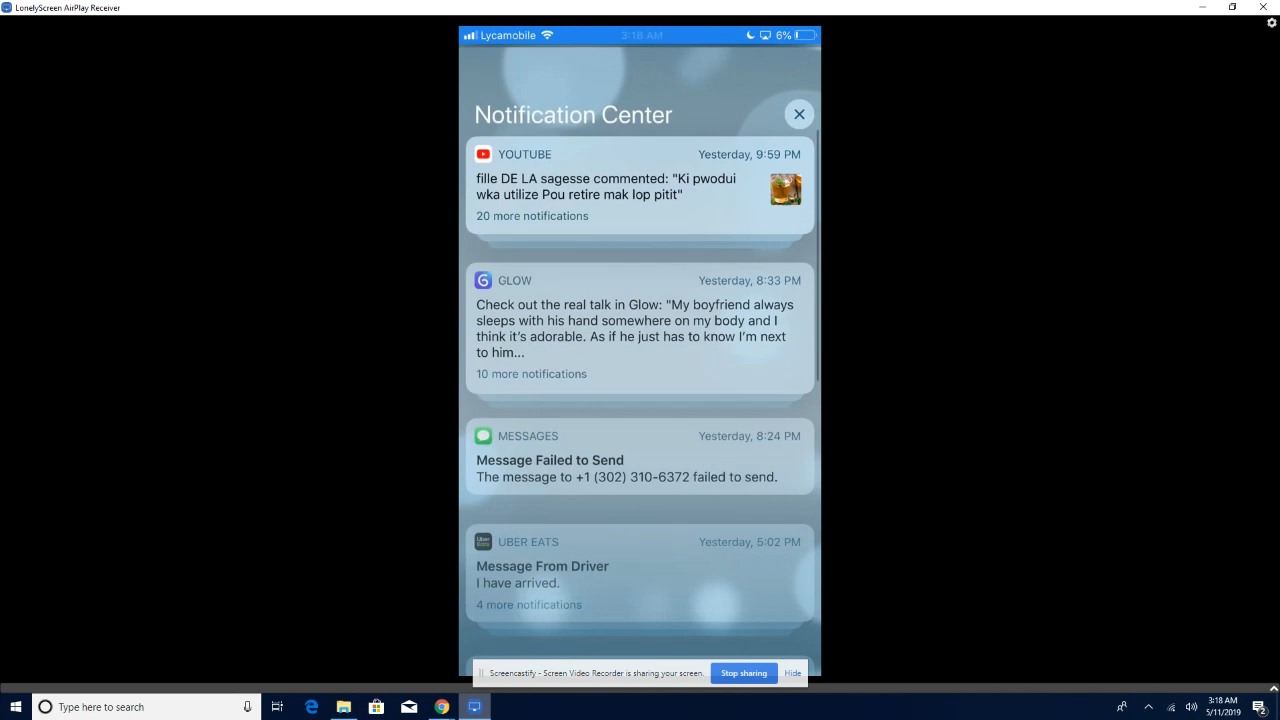 LonelyScreen AirPlay Receiver
Lycamobile 3:18 AM 6%
Notification Center
YOUTUBE Yesterday, 9:59 PM
fille DE LA sagesse commented: "Ki pwodui
wka utilize Pou retire mak lop pitit"
20 more notifications
GLOW Yesterday, 8:33 PM
Check out the real talk in Glow: "My boyfriend always
sleeps with his hand somewhere on my body and I
think it's adorable. As if he just has to know I'm next
to him...
10 more notifications
MESSAGES Yesterday, 8:24 PM
Message Failed to Send
The message to +1 (302) 310-6372 failed to send.
Uber Eats UBER EATS Yesterday, 5:02 PM
Message From Driver
I have arrived.
4 more notifications
Screencastify - Screen Video Recorder is sharing your screen. Stop sharing Hide
Type here to search
3:18 AM
5/11/2019
2